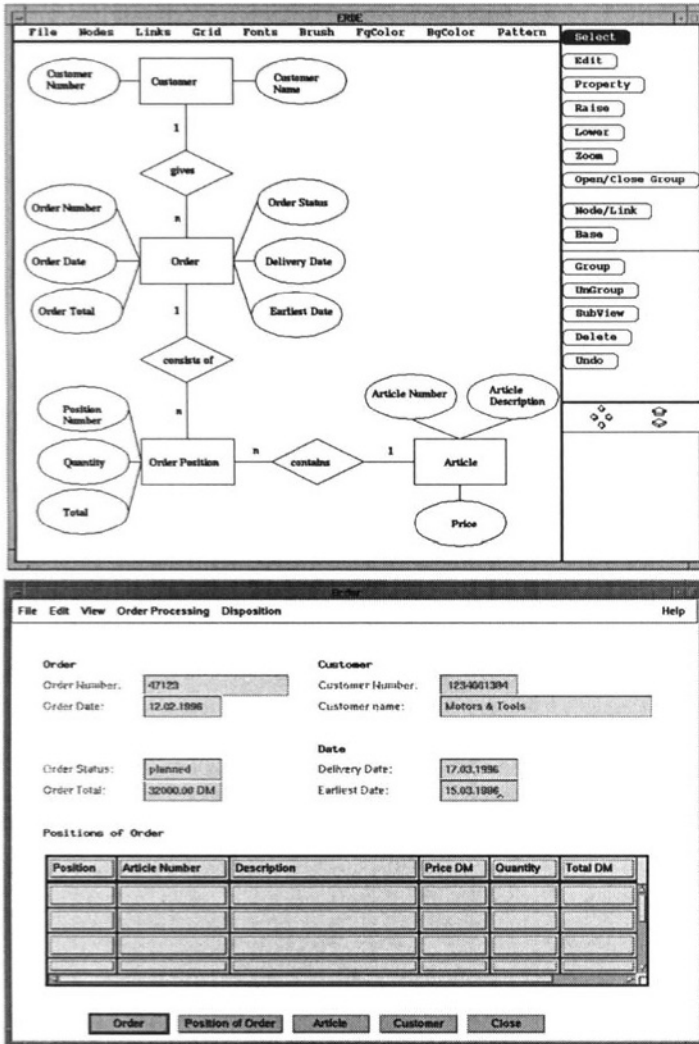 ERDE
File Nodes Links Grid Fonts Brush FgColor BgColor Pattern
Select
Edit
Property
Raise
Lower
Zoom
Open/Close Group
Node/Link
Base
Group
UnGroup
SubView
Delete
Undo
Customer Number
Customer
Customer Name
1
gives
n
Order Number
Order Status
Order Date
Order
Delivery Date
Order Total
1
Earliest Date
consists of
n
Article Number
Article Description
Position Number
Quantity
Order Position
n
contains
1
Article
Total
Price
Order
File Edit View Order Processing Disposition Help
Order
Customer
Order Number: 47123
Customer Number: 1234661384
Order Date: 12.02.1996
Customer name: Motors & Tools
Date
Order Status: planned
Delivery Date: 17.03.1996
Order Total: 32000.00 DM
Earliest Date: 15.03.1996
Positions of Order
Position Article Number Description Price DM Quantity Total DM
Order Position of Order Article Customer Close